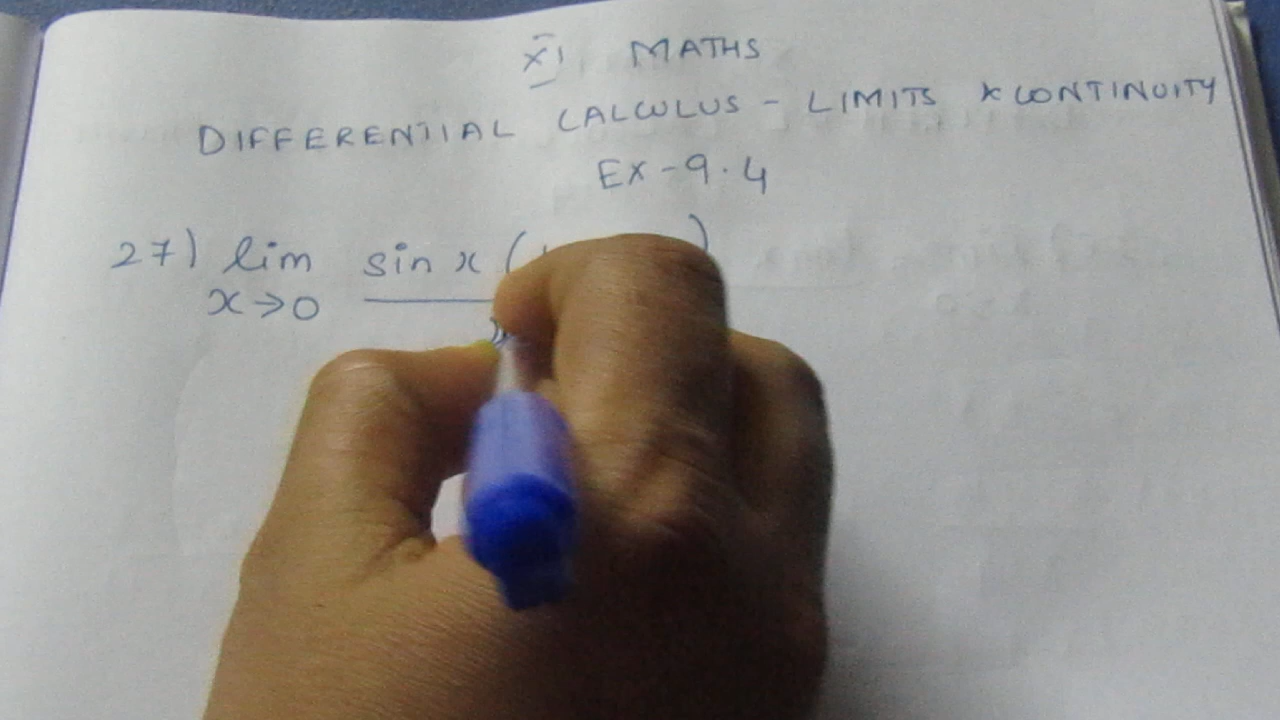 XI MATHS
DIFFERENTIAL CALCULUS - LIMITS & CONTINUITY
EX-9.4
27) lim sin x ( )
x→0